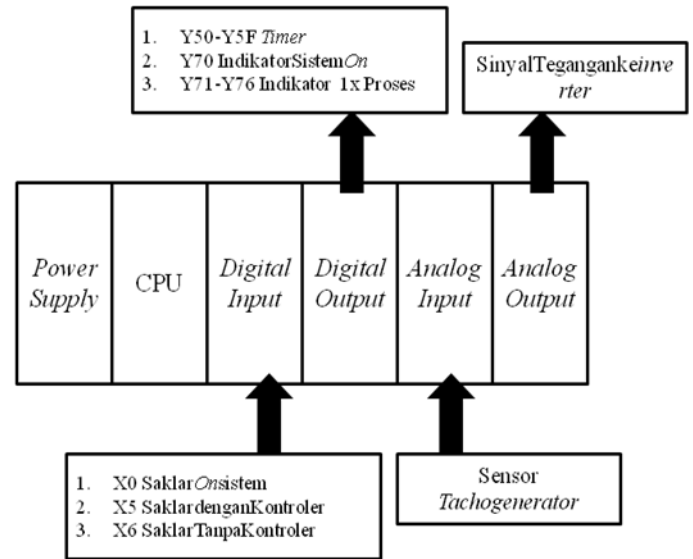 1. Y50-Y5F Timer
2. Y70 IndikatorSistemOn
3. Y71-Y76 Indikator 1x Proses
SinyalTegangankeinve
rter
Power
Supply
CPU
Digital
Input
Digital
Output
Analog
Input
Analog
Output
1. X0 SaklarOnsistem
2. X5 SaklardenganKontroler
3. X6 SaklarTanpaKontroler
Sensor
Tachogenerator